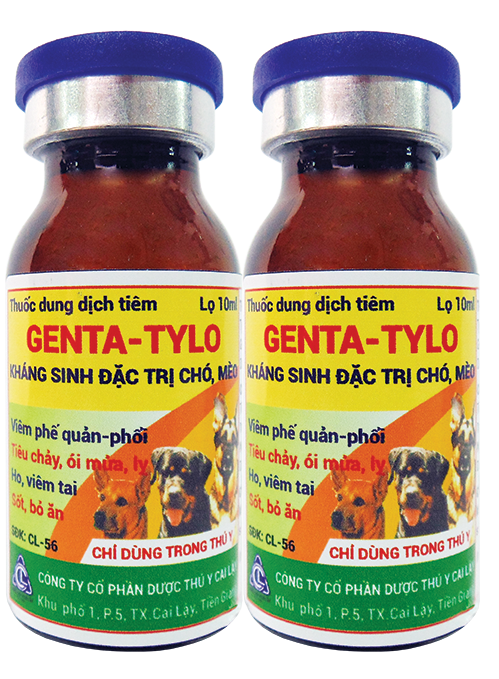 Thuốc dung dịch tiêm Lọ 10ml
GENTA-TYLO
KHÁNG SINH ĐẶC TRỊ CHÓ, MÈO
Viêm phế quản-phổi
Tiêu chảy, ói mửa, lỵ
Ho, viêm tai
Sốt, bỏ ăn
SĐK: CL-56
CHỈ DÙNG TRONG THÚ Y
CÔNG TY CỔ PHẦN DƯỢC THÚ Y CAI LẬY
Khu phố 1, P.5, TX.Cai Lậy, Tiền Giang
Thuốc dung dịch tiêm Lọ 10ml
GENTA-TYLO
KHÁNG SINH ĐẶC TRỊ CHÓ, MÈO
Viêm phế quản-phổi
Tiêu chảy, ói mửa, lỵ
Ho, viêm tai
Sốt, bỏ ăn
SĐK: CL-56
CHỈ DÙNG TRONG THÚ Y
CÔNG TY CỔ PHẦN DƯỢC THÚ Y CAI LẬY
Khu phố 1, P.5, TX.Cai Lậy, Tiền Giang